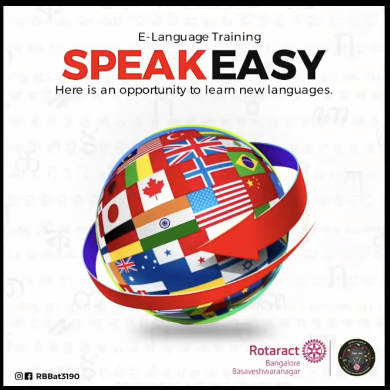 E-Language Training
SPEAKEASY
Here is an opportunity to learn new languages.
Rotaract
Bangalore
Basaveshwaranagar
RBBat3190